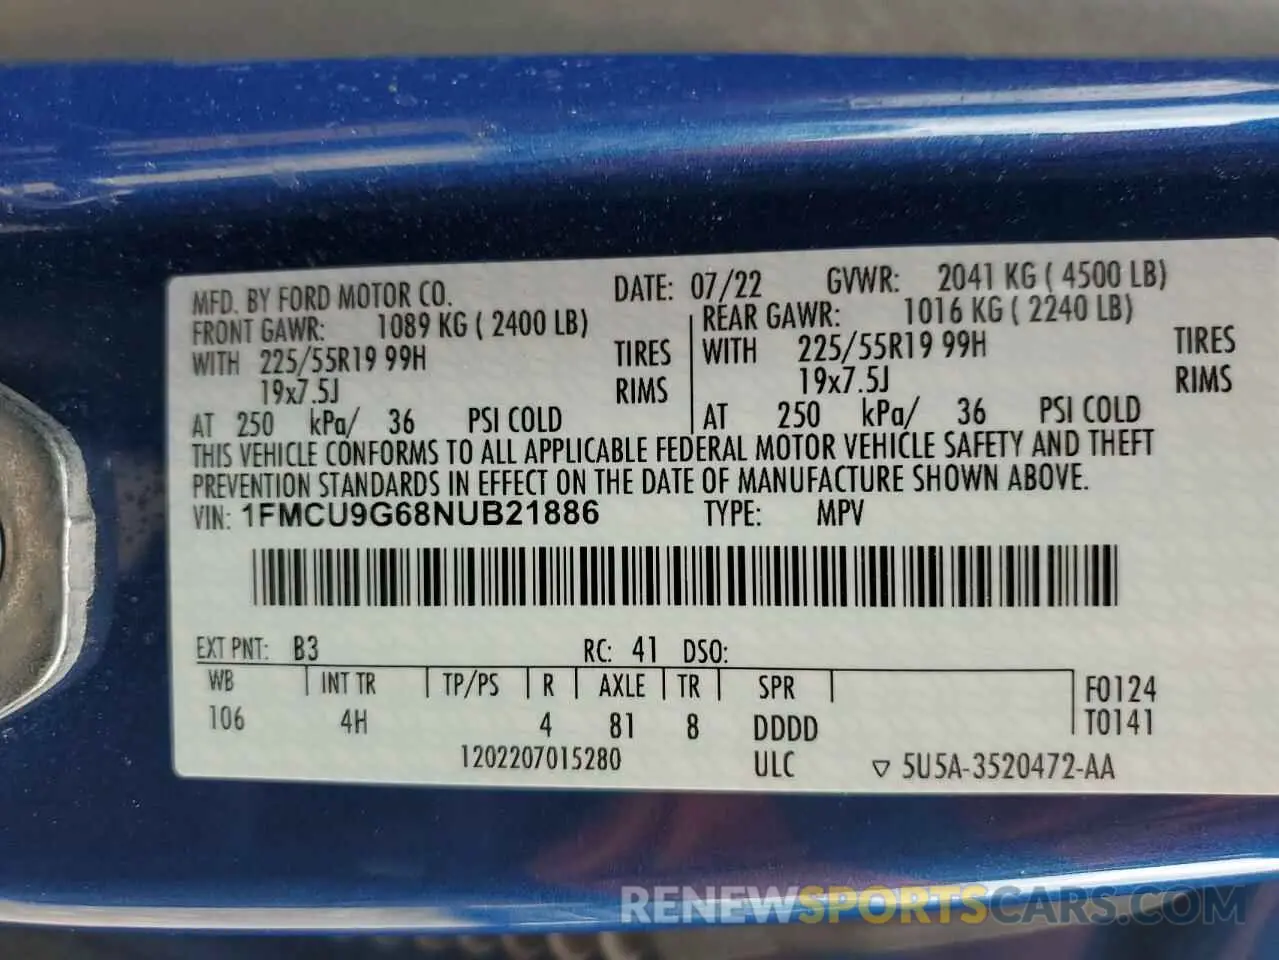 MFD. BY FORD MOTOR CO. DATE: 07/22 GVWR: 2041 KG ( 4500 LB)
FRONT GAWR: 1089 KG ( 2400 LB) REAR GAWR: 1016 KG ( 2240 LB)
WITH 225/55R19 99H TIRES WITH 225/55R19 99H TIRES
19x7.5J RIMS 19x7.5J RIMS
AT 250 kPa/ 36 PSI COLD AT 250 kPa/ 36 PSI COLD
THIS VEHICLE CONFORMS TO ALL APPLICABLE FEDERAL MOTOR VEHICLE SAFETY AND THEFT
PREVENTION STANDARDS IN EFFECT ON THE DATE OF MANUFACTURE SHOWN ABOVE.
VIN: 1FMCU9G68NUB21886 TYPE: MPV
EXT PNT: B3 RC: 41 DSO:
WB INT TR TP/PS R AXLE TR SPR F0124
106 4H 4 81 8 DDDD T0141
1202207015280 ULC ▽ 5U5A-3520472-AA
RENEWSPORTSCARS.COM